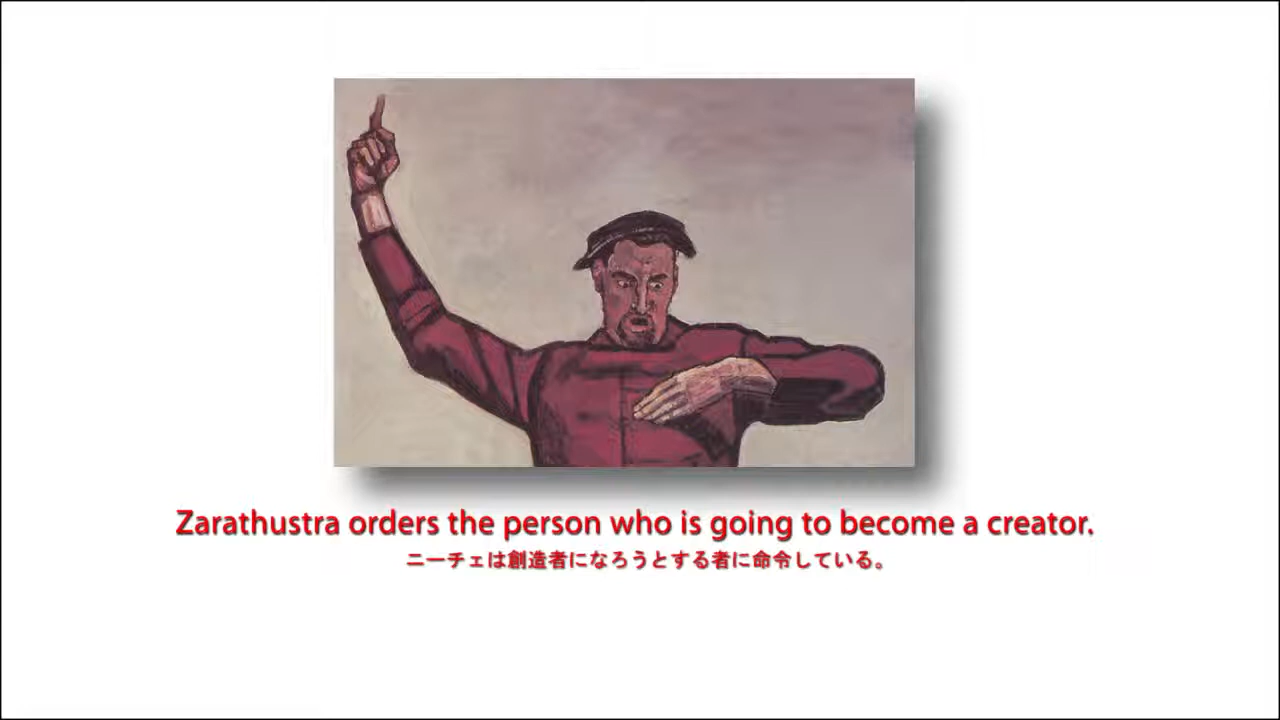 Zarathustra orders the person who is going to become a creator.
ニーチェは創造者になろうとする者に命令している。